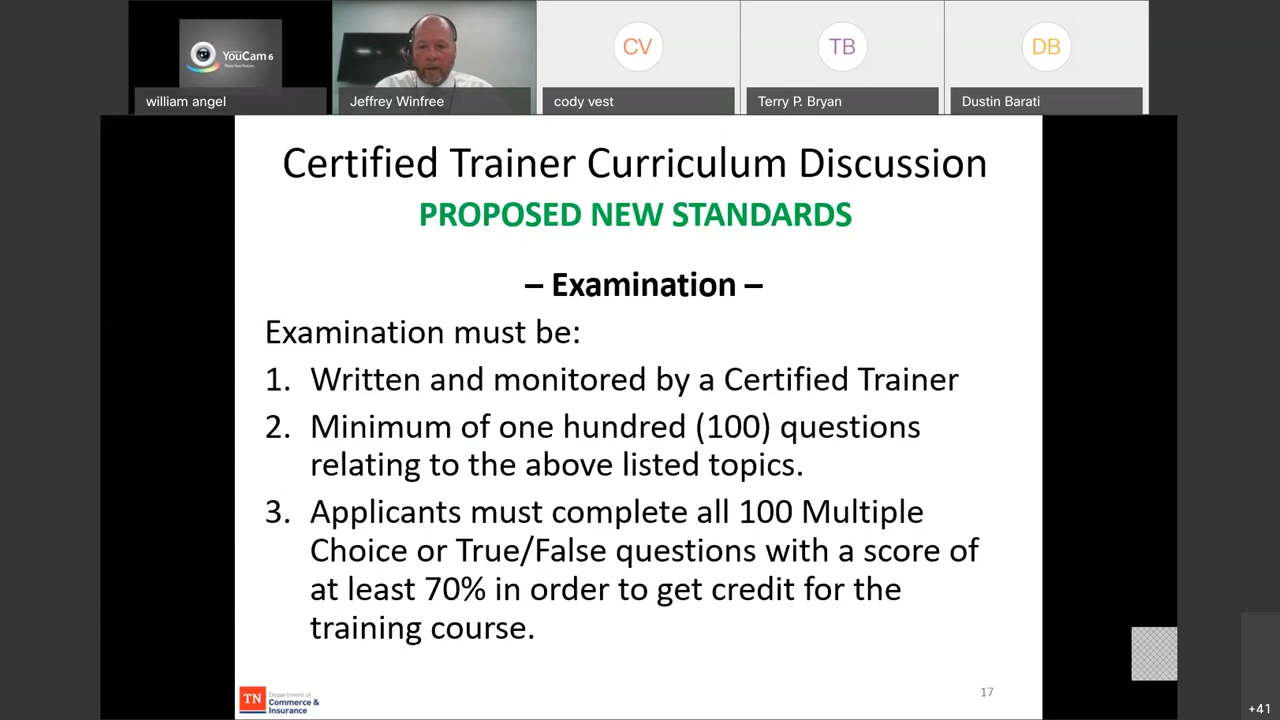 YouCam 6
william angel
Jeffrey Winfree
CV
cody vest
TB
Terry P. Bryan
DB
Dustin Barati
Certified Trainer Curriculum Discussion
PROPOSED NEW STANDARDS
– Examination –
Examination must be:
1. Written and monitored by a Certified Trainer
2. Minimum of one hundred (100) questions
relating to the above listed topics.
3. Applicants must complete all 100 Multiple
Choice or True/False questions with a score of
at least 70% in order to get credit for the
training course.
TN
Department of
Commerce &
Insurance
17
+41